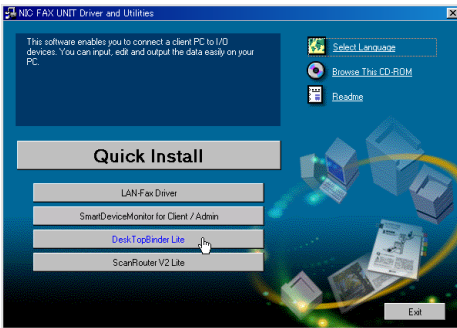 NIC FAX UNIT Driver and Utilities
This software enables you to connect a client PC to I/O
devices. You can input, edit and output the data easily on your
PC.
Select Language
Browse This CD-ROM
Readme
Quick Install
LAN-Fax Driver
SmartDeviceMonitor for Client / Admin
DeskTopBinder Lite
ScanRouter V2 Lite
Exit